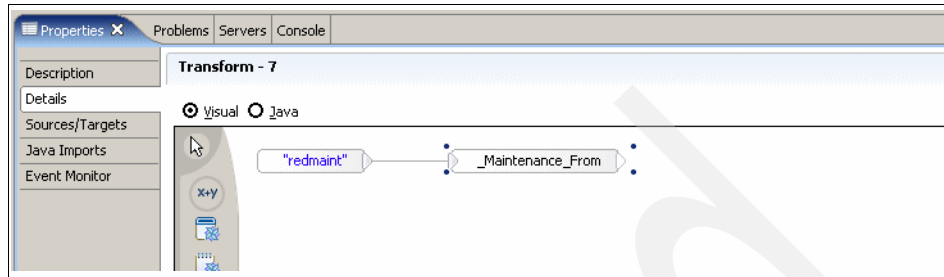 Properties Problems Servers Console
Transform - 7
Description
Details
Sources/Targets
Java Imports
Event Monitor
Visual Java
"redmaint" _Maintenance_From
x+y